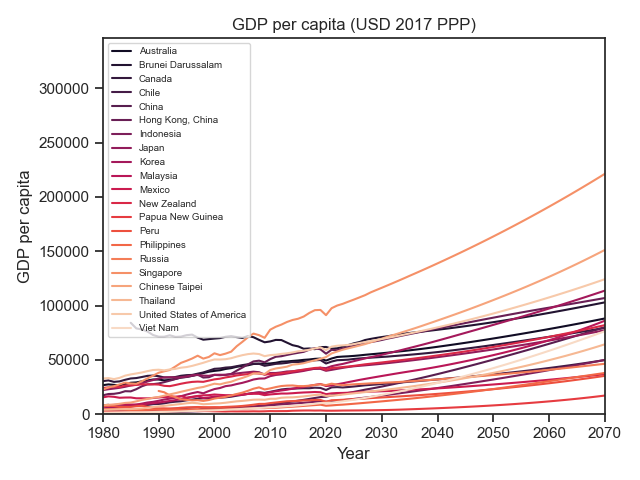 GDP per capita (USD 2017 PPP)
GDP per capita
300000
250000
200000
150000
100000
50000
0
Australia
Brunei Darussalam
Canada
Chile
China
Hong Kong, China
Indonesia
Japan
Korea
Malaysia
Mexico
New Zealand
Papua New Guinea
Peru
Philippines
Russia
Singapore
Chinese Taipei
Thailand
United States of America
Viet Nam
1980 1990 2000 2010 2020 2030 2040 2050 2060 2070
Year